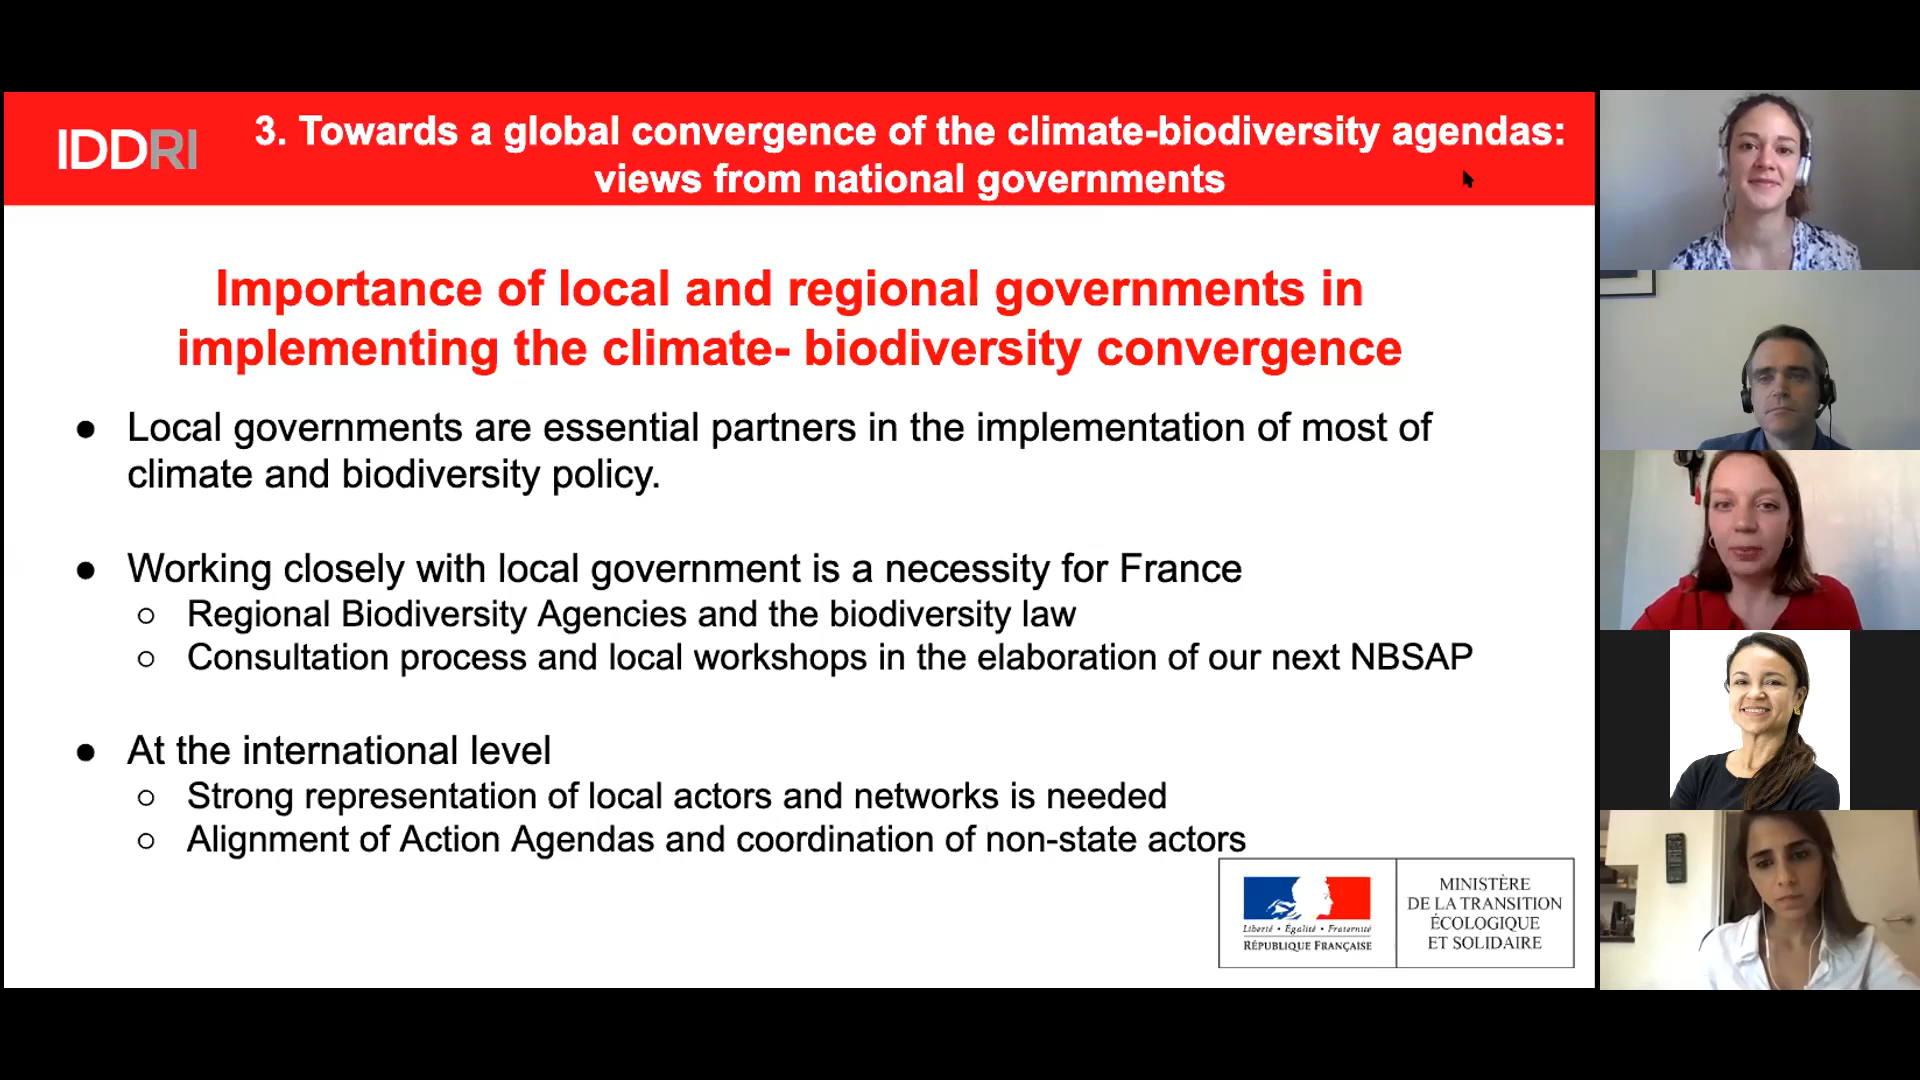 IDDRI
3. Towards a global convergence of the climate-biodiversity agendas:
views from national governments
Importance of local and regional governments in
implementing the climate- biodiversity convergence
● Local governments are essential partners in the implementation of most of
climate and biodiversity policy.
● Working closely with local government is a necessity for France
○ Regional Biodiversity Agencies and the biodiversity law
○ Consultation process and local workshops in the elaboration of our next NBSAP
● At the international level
○ Strong representation of local actors and networks is needed
○ Alignment of Action Agendas and coordination of non-state actors
Liberté • Égalité • Fraternité
RÉPUBLIQUE FRANÇAISE
MINISTÈRE
DE LA TRANSITION
ÉCOLOGIQUE
ET SOLIDAIRE